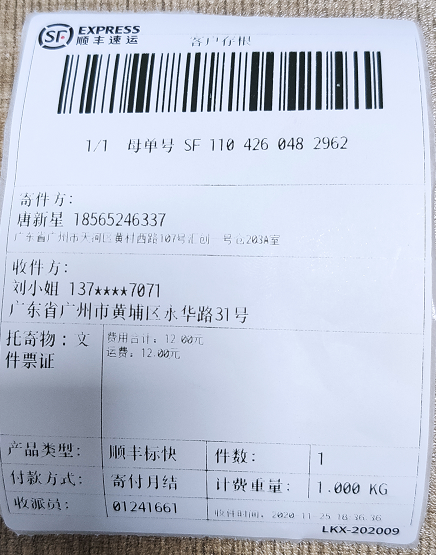 SF EXPRESS
顺丰速运
客户存根
1/1 母单号 SF 110 426 048 2962
寄件方:
唐新星 18565246337
广东省广州市天河区黄村西路107号汇创一号仓203A室
收件方:
刘小姐 137****7071
广东省广州市黄埔区永华路31号
托寄物: 文件票证
费用合计: 12.00元
运费: 12.00元
产品类型: 顺丰标快 件数: 1
付款方式: 寄付月结 计费重量: 1.000 KG
收派员: 01241661 收件时间: 2020-11-25 18:36:36
LKX-202009